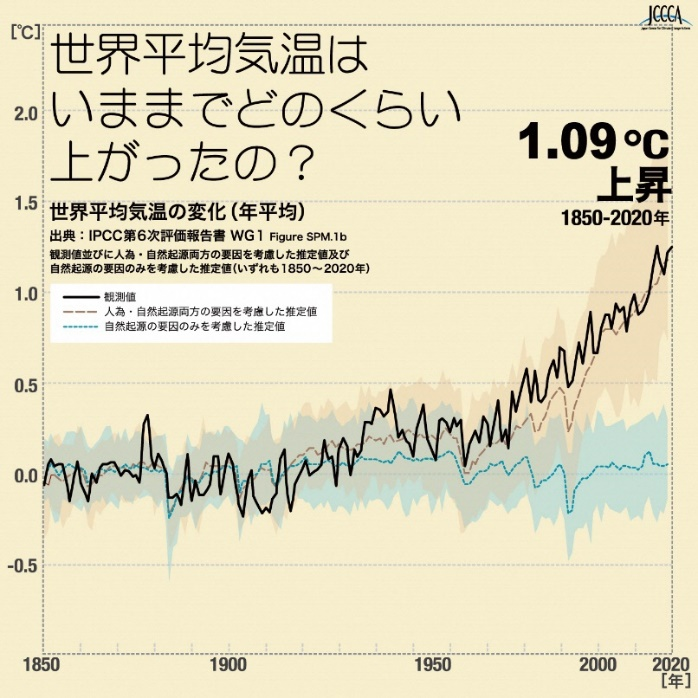 JCCCA
[℃]
世界平均気温は
いままでどのくらい
上がったの？
1.09℃
上昇
1850-2020年
世界平均気温の変化（年平均）
出典：IPCC第6次評価報告書 WG1 Figure SPM.1b
観測値並びに人為・自然起源両方の要因を考慮した推定値及び
自然起源の要因のみを考慮した推定値（いずれも1850～2020年）
観測値
人為・自然起源両方の要因を考慮した推定値
自然起源の要因のみを考慮した推定値
2.0
1.5
1.0
0.5
0.0
-0.5
1850 1900 1950 2000 2020
[年]